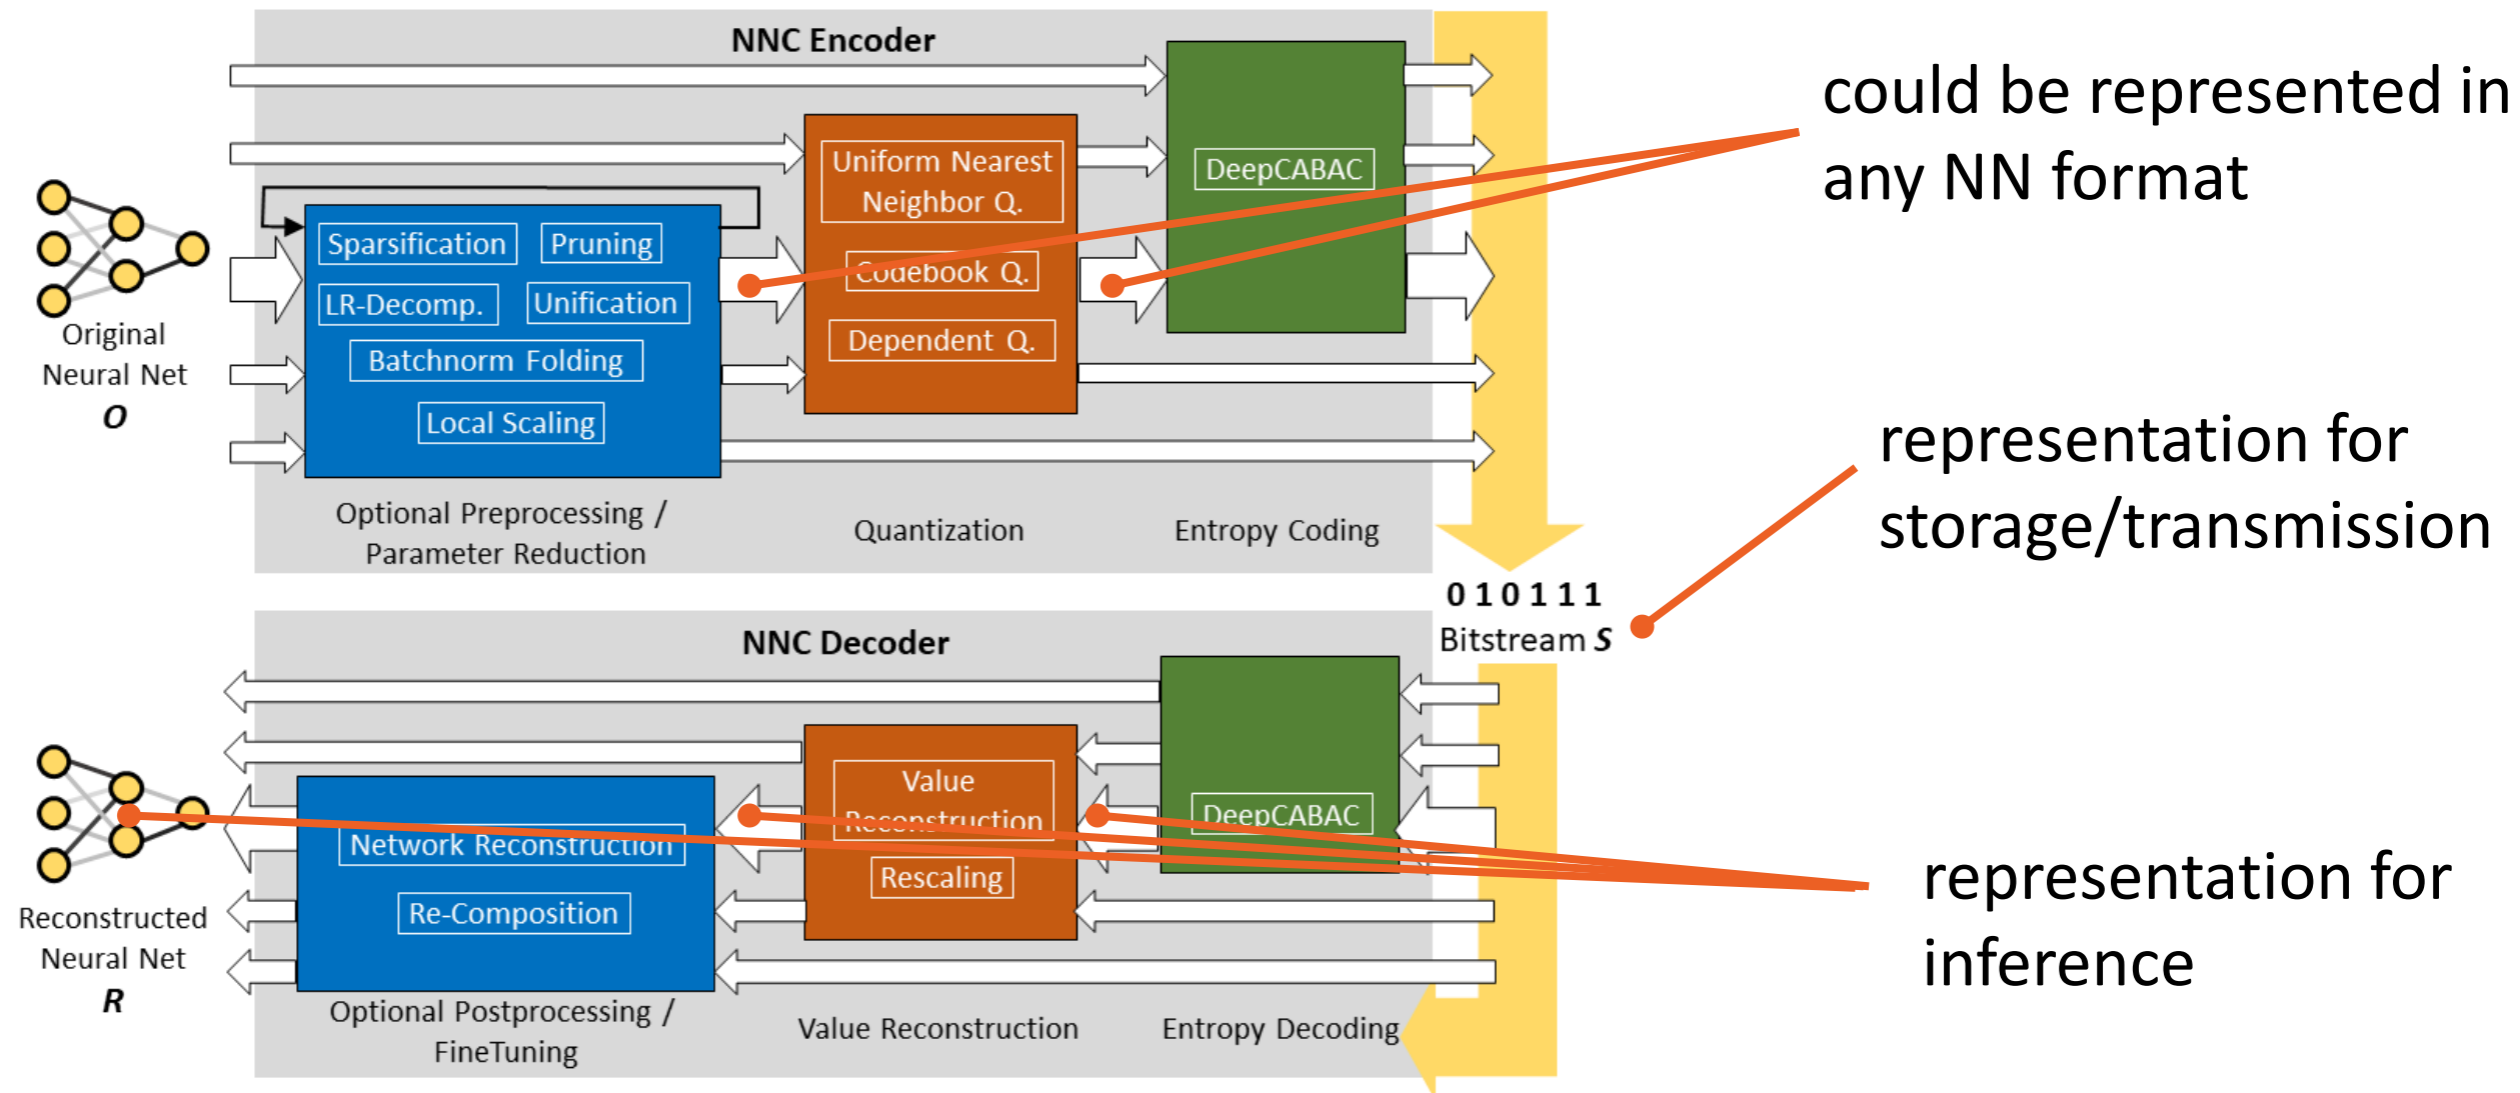 NNC Encoder
could be represented in
any NN format
Uniform Nearest
Neighbor Q.
Codebook Q.
Dependent Q.
DeepCABAC
Sparsification
Pruning
LR-Decomp.
Unification
Batchnorm Folding
Local Scaling
Original
Neural Net
O
Optional Preprocessing /
Parameter Reduction
Quantization
Entropy Coding
representation for
storage/transmission
0 1 0 1 1 1
Bitstream S
NNC Decoder
Value
Reconstruction
Rescaling
DeepCABAC
Network Reconstruction
Re-Composition
Reconstructed
Neural Net
R
Optional Postprocessing /
FineTuning
Value Reconstruction
Entropy Decoding
representation for
inference